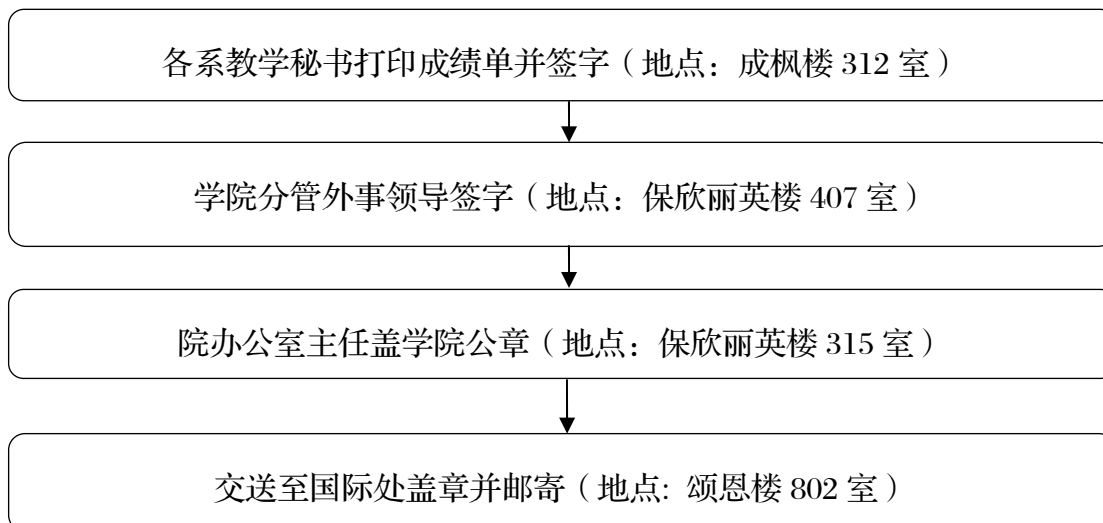 各系教学秘书打印成绩单并签字（地点：成枫楼 312 室）
学院分管外事领导签字（地点：保欣丽英楼 407 室）
院办公室主任盖学院公章（地点：保欣丽英楼 315 室）
交送至国际处盖章并邮寄（地点: 颂恩楼 802 室）